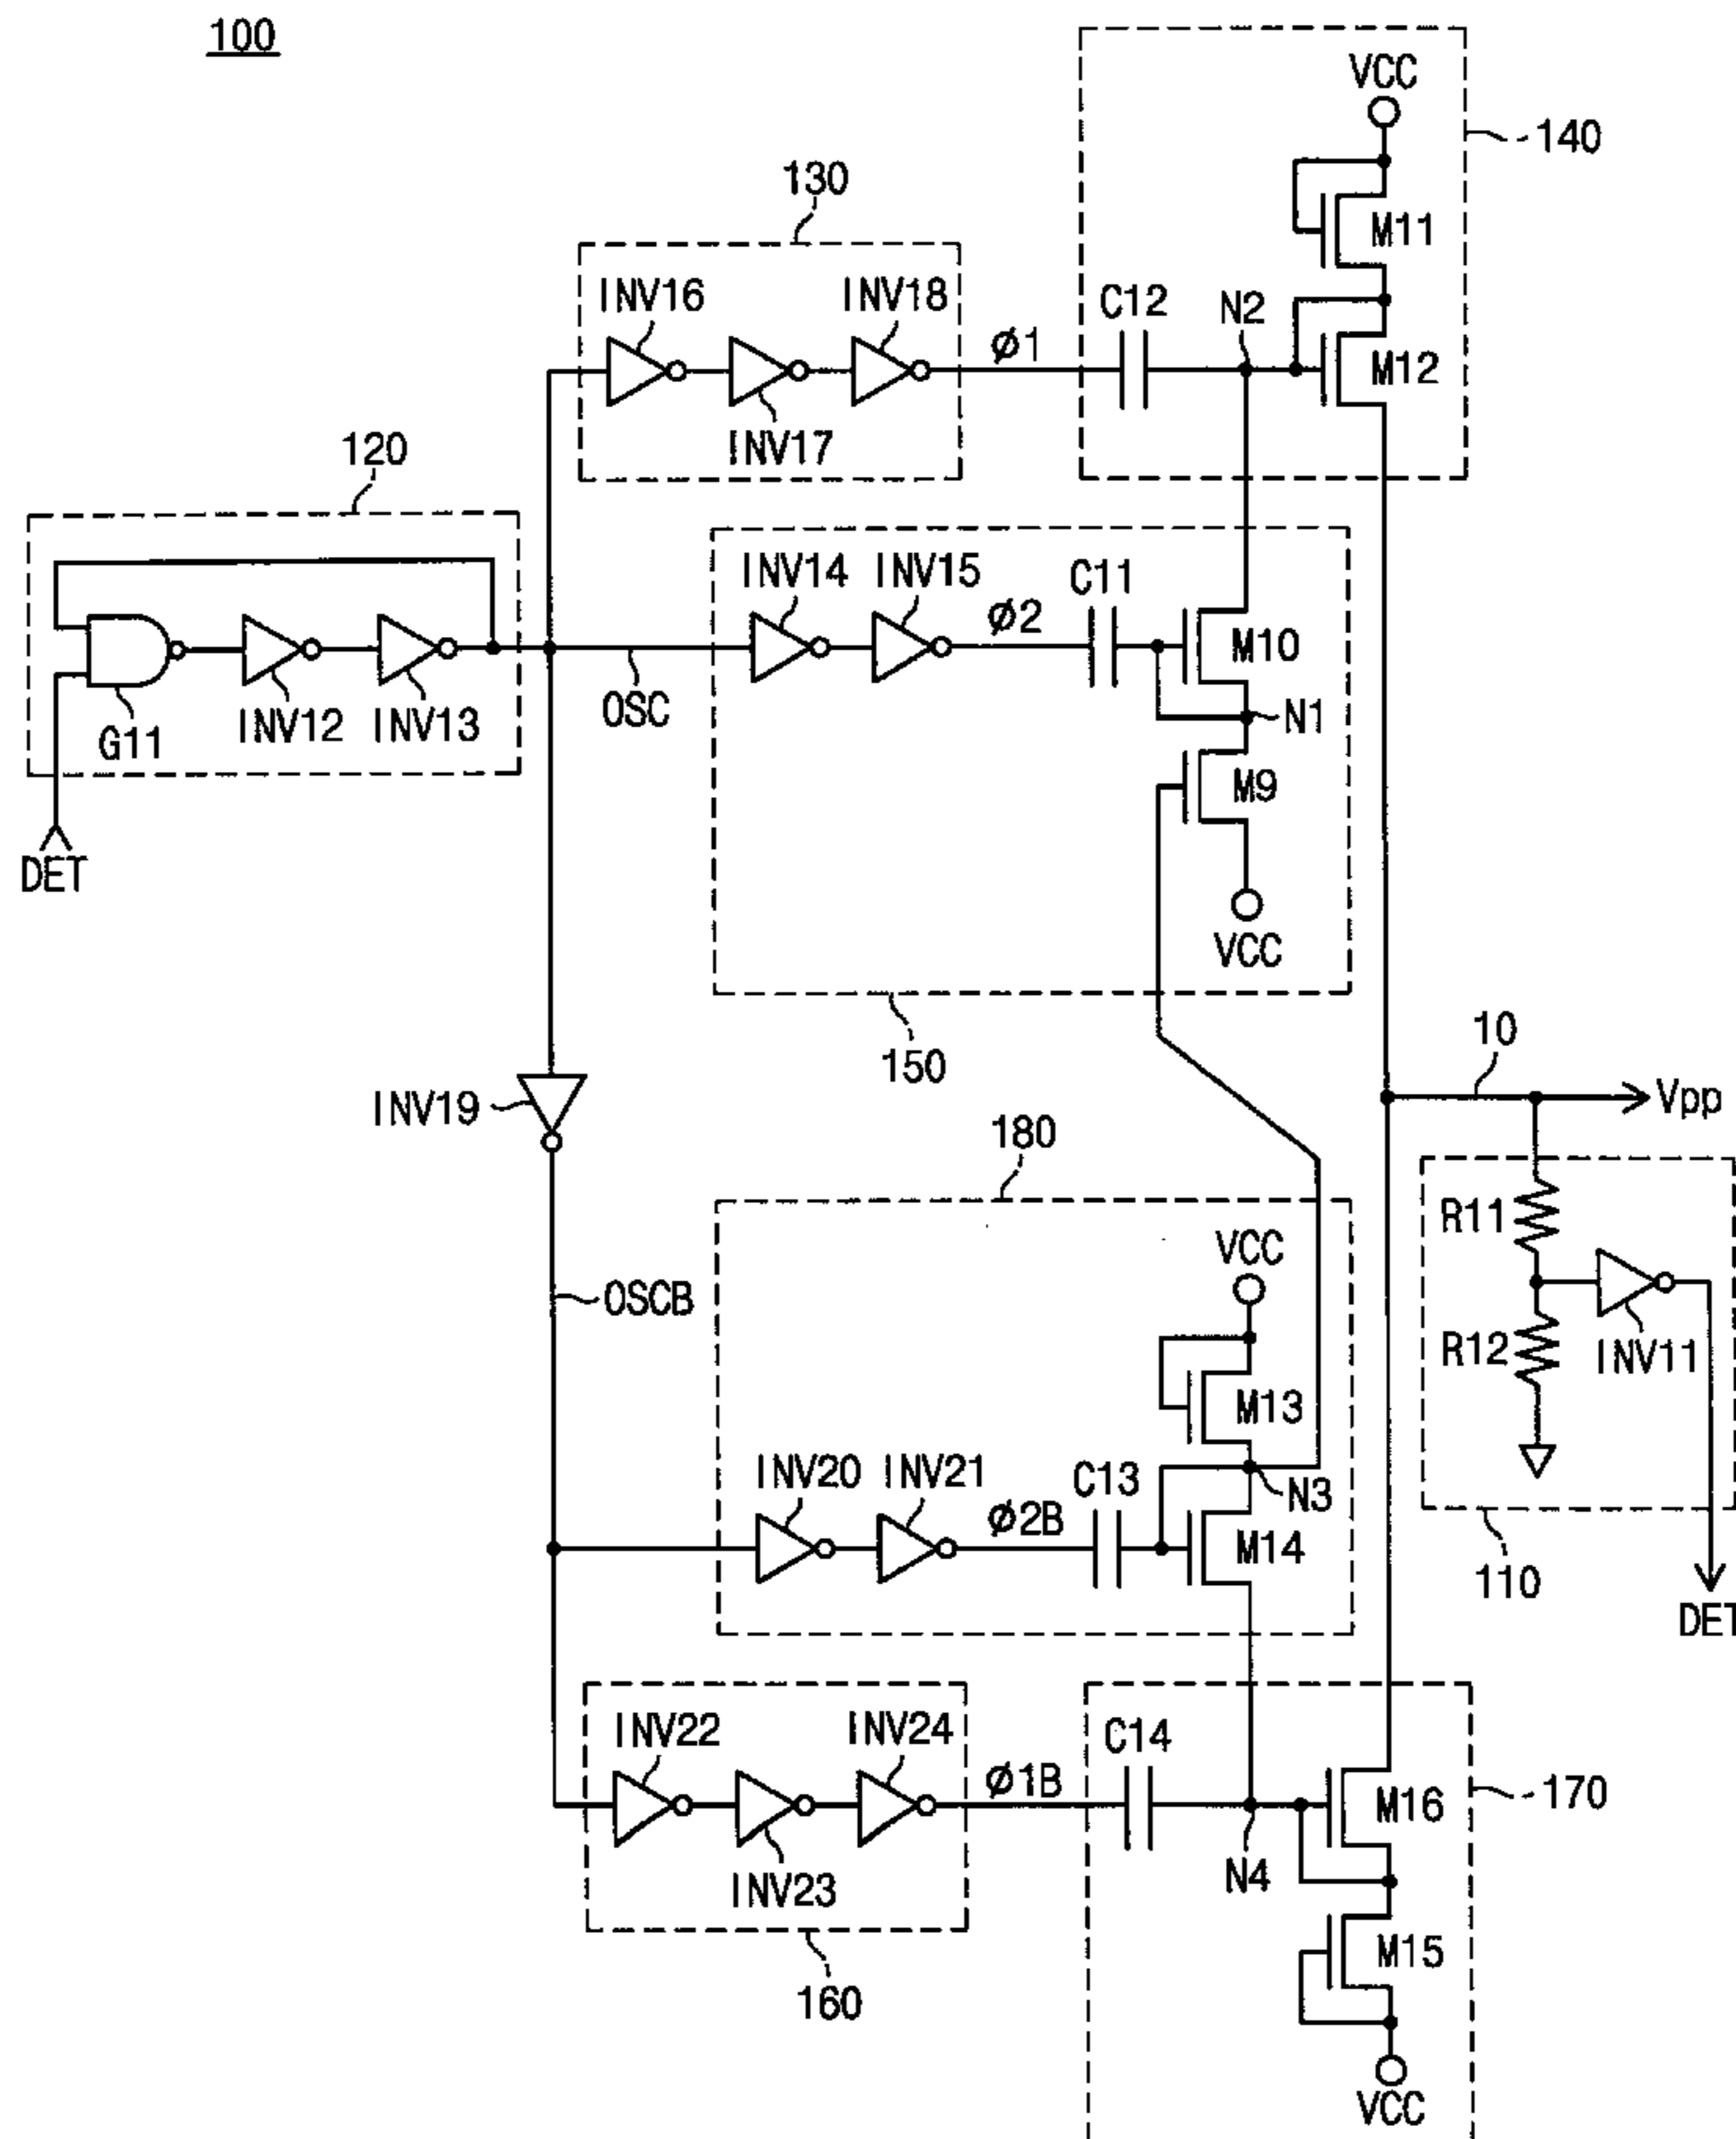 100
VCC
140
130
M11
INV16
INV18
C12
N2
ø1
M12
INV17
120
INV14
INV15
C11
ø2
M10
OSC
N1
G11
INV12
INV13
M9
DET
VCC
150
10
INV19
Vpp
180
R11
VCC
OSCB
R12
INV11
M13
INV20
INV21
C13
N3
ø2B
M14
110
DET
INV22
INV24
C14
ø1B
M16
170
N4
INV23
M15
160
VCC